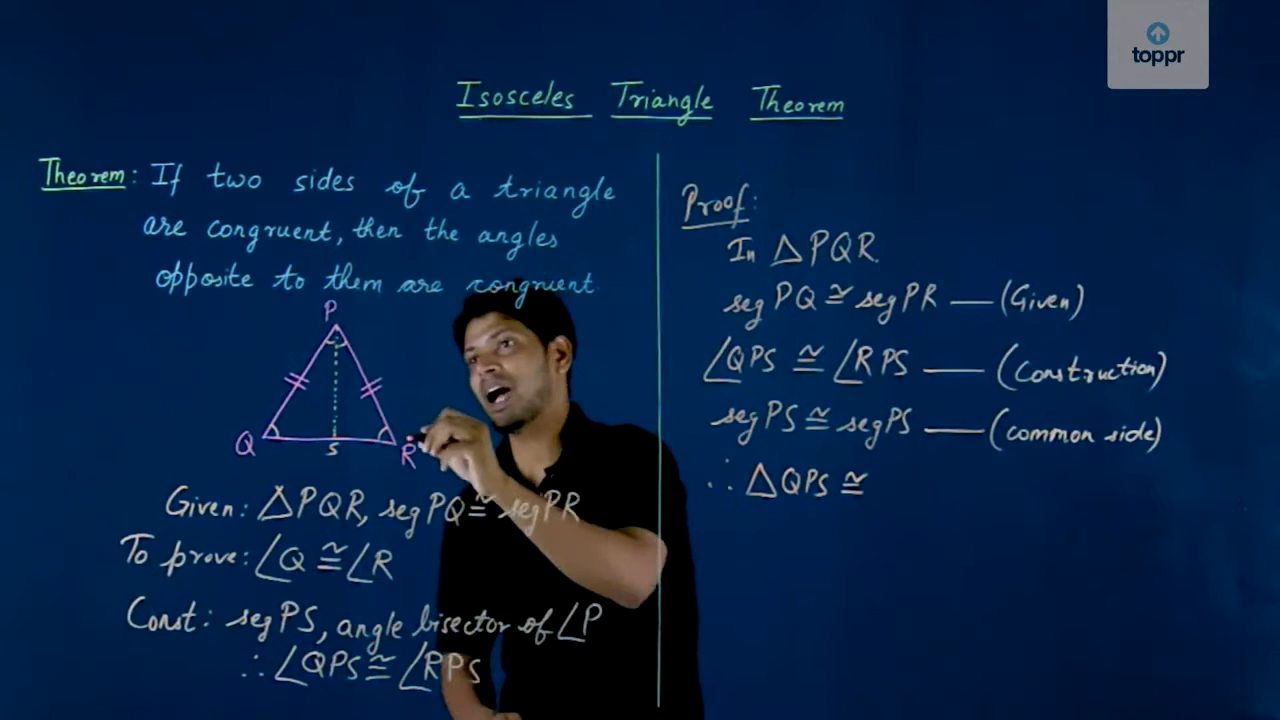 toppr
Isosceles Triangle Theorem
Theorem: If two sides of a triangle
are congruent, then the angles
opposite to them are congruent.
P
Q
S
R
Given: △PQR, seg PQ ≅ seg PR
To prove: ∠Q ≅ ∠R
Const: seg PS, angle bisector of ∠P
∴ ∠QPS ≅ ∠RPS
Proof:
In △PQR.
seg PQ ≅ seg PR — (Given)
∠QPS ≅ ∠RPS — (Construction)
seg PS ≅ seg PS — (common side)
∴ △QPS ≅